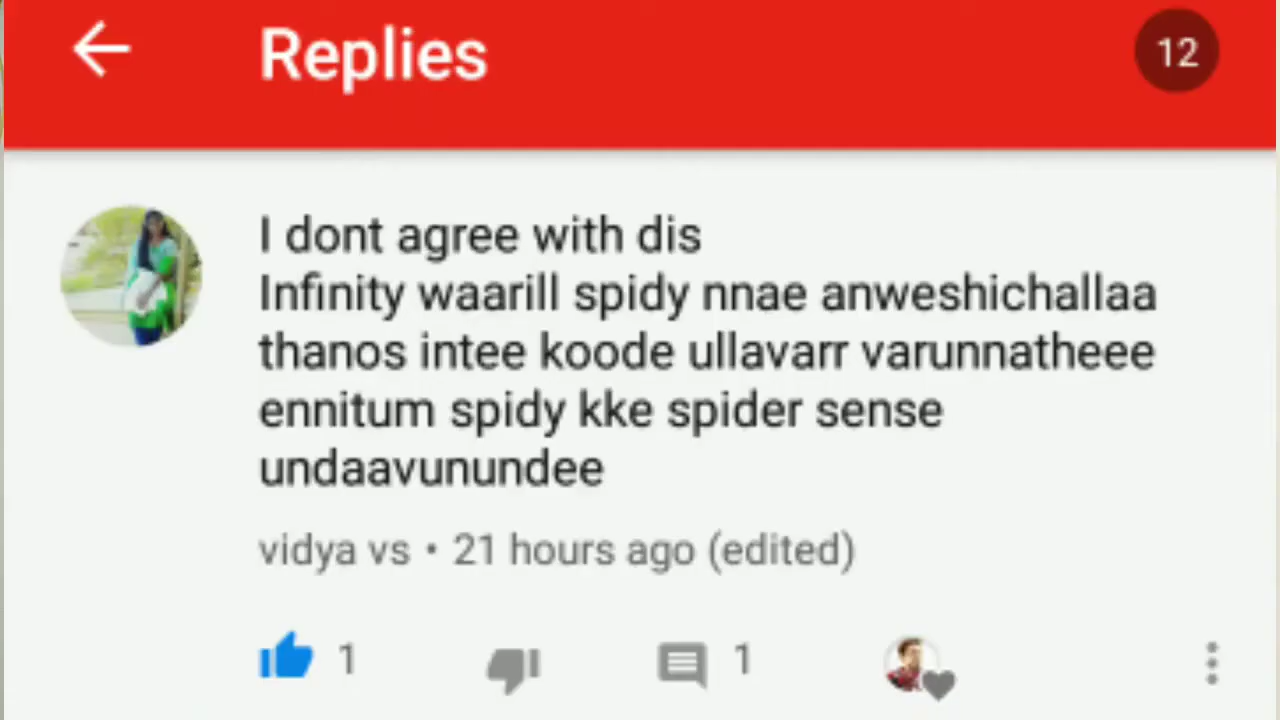 Replies
12
I dont agree with dis
Infinity waarill spidy nnae anweshichallaa
thanos intee koode ullavarr varunnatheee
ennitum spidy kke spider sense
undaavunundee
vidya vs • 21 hours ago (edited)
1
1